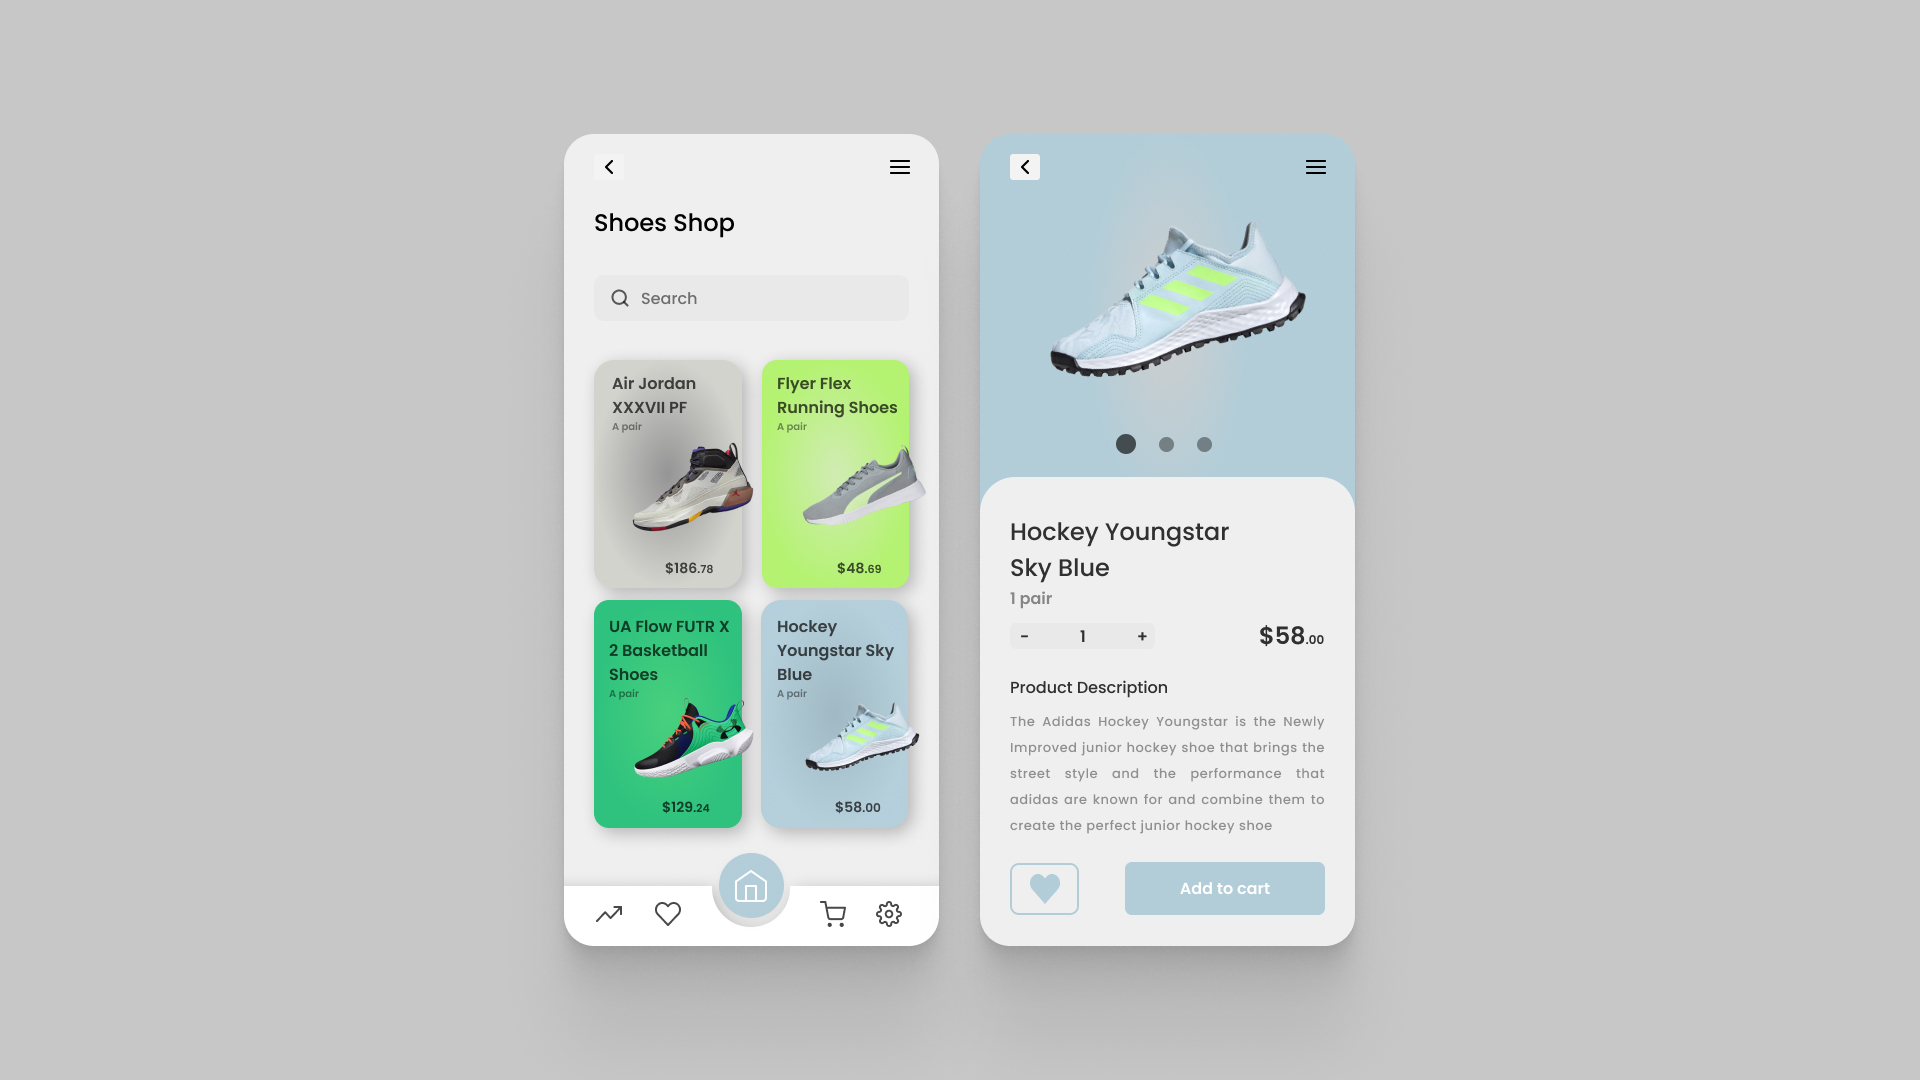 Shoes Shop
Search
Air Jordan
XXXVII PF
A pair
$186.78
Flyer Flex
Running Shoes
A pair
$48.69
UA Flow FUTR X
2 Basketball
Shoes
A pair
$129.24
Hockey
Youngstar Sky
Blue
A pair
$58.00
Hockey Youngstar
Sky Blue
1 pair
- 1 +
$58.00
Product Description
The Adidas Hockey Youngstar is the Newly
Improved junior hockey shoe that brings the
street style and the performance that
adidas are known for and combine them to
create the perfect junior hockey shoe
Add to cart